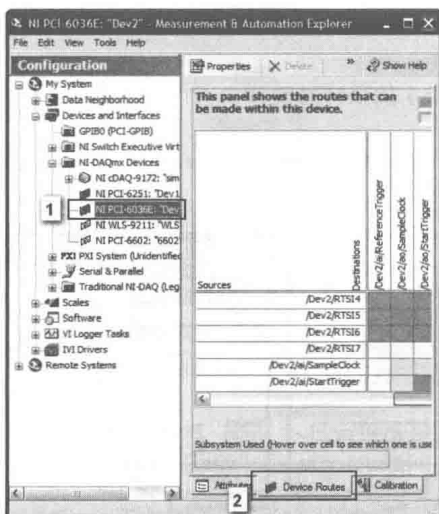 NI PCI-6036E: "Dev2" - Measurement & Automation Explorer
File Edit View Tools Help
Configuration
My System
Data Neighborhood
Devices and Interfaces
GPIB0 (PCI-GPIB)
NI Switch Executive Virt
NI-DAQmx Devices
NI cDAQ-9172: "sim
NI PCI-6251: "Dev1
1
NI PCI-6036E: "Dev
NI WLS-9211: "WLS
NI PCI-6602: "6602
PXI PXI System (Unidentified
Serial & Parallel
Traditional NI-DAQ (Leg
Scales
Software
VI Logger Tasks
IVI Drivers
Remote Systems
Properties Delete » Show Help
This panel shows the routes that can
be made within this device.
Sources
Destinations
/Dev2/ai/ReferenceTrigger
/Dev2/ao/SampleClock
/Dev2/ao/StartTrigger
/Dev2/RTSI4
/Dev2/RTSI5
/Dev2/RTSI6
/Dev2/RTSI7
/Dev2/ai/SampleClock
/Dev2/ai/StartTrigger
Subsystem Used (Hover over cell to see which one is use
Attributes
2
Device Routes
Calibration